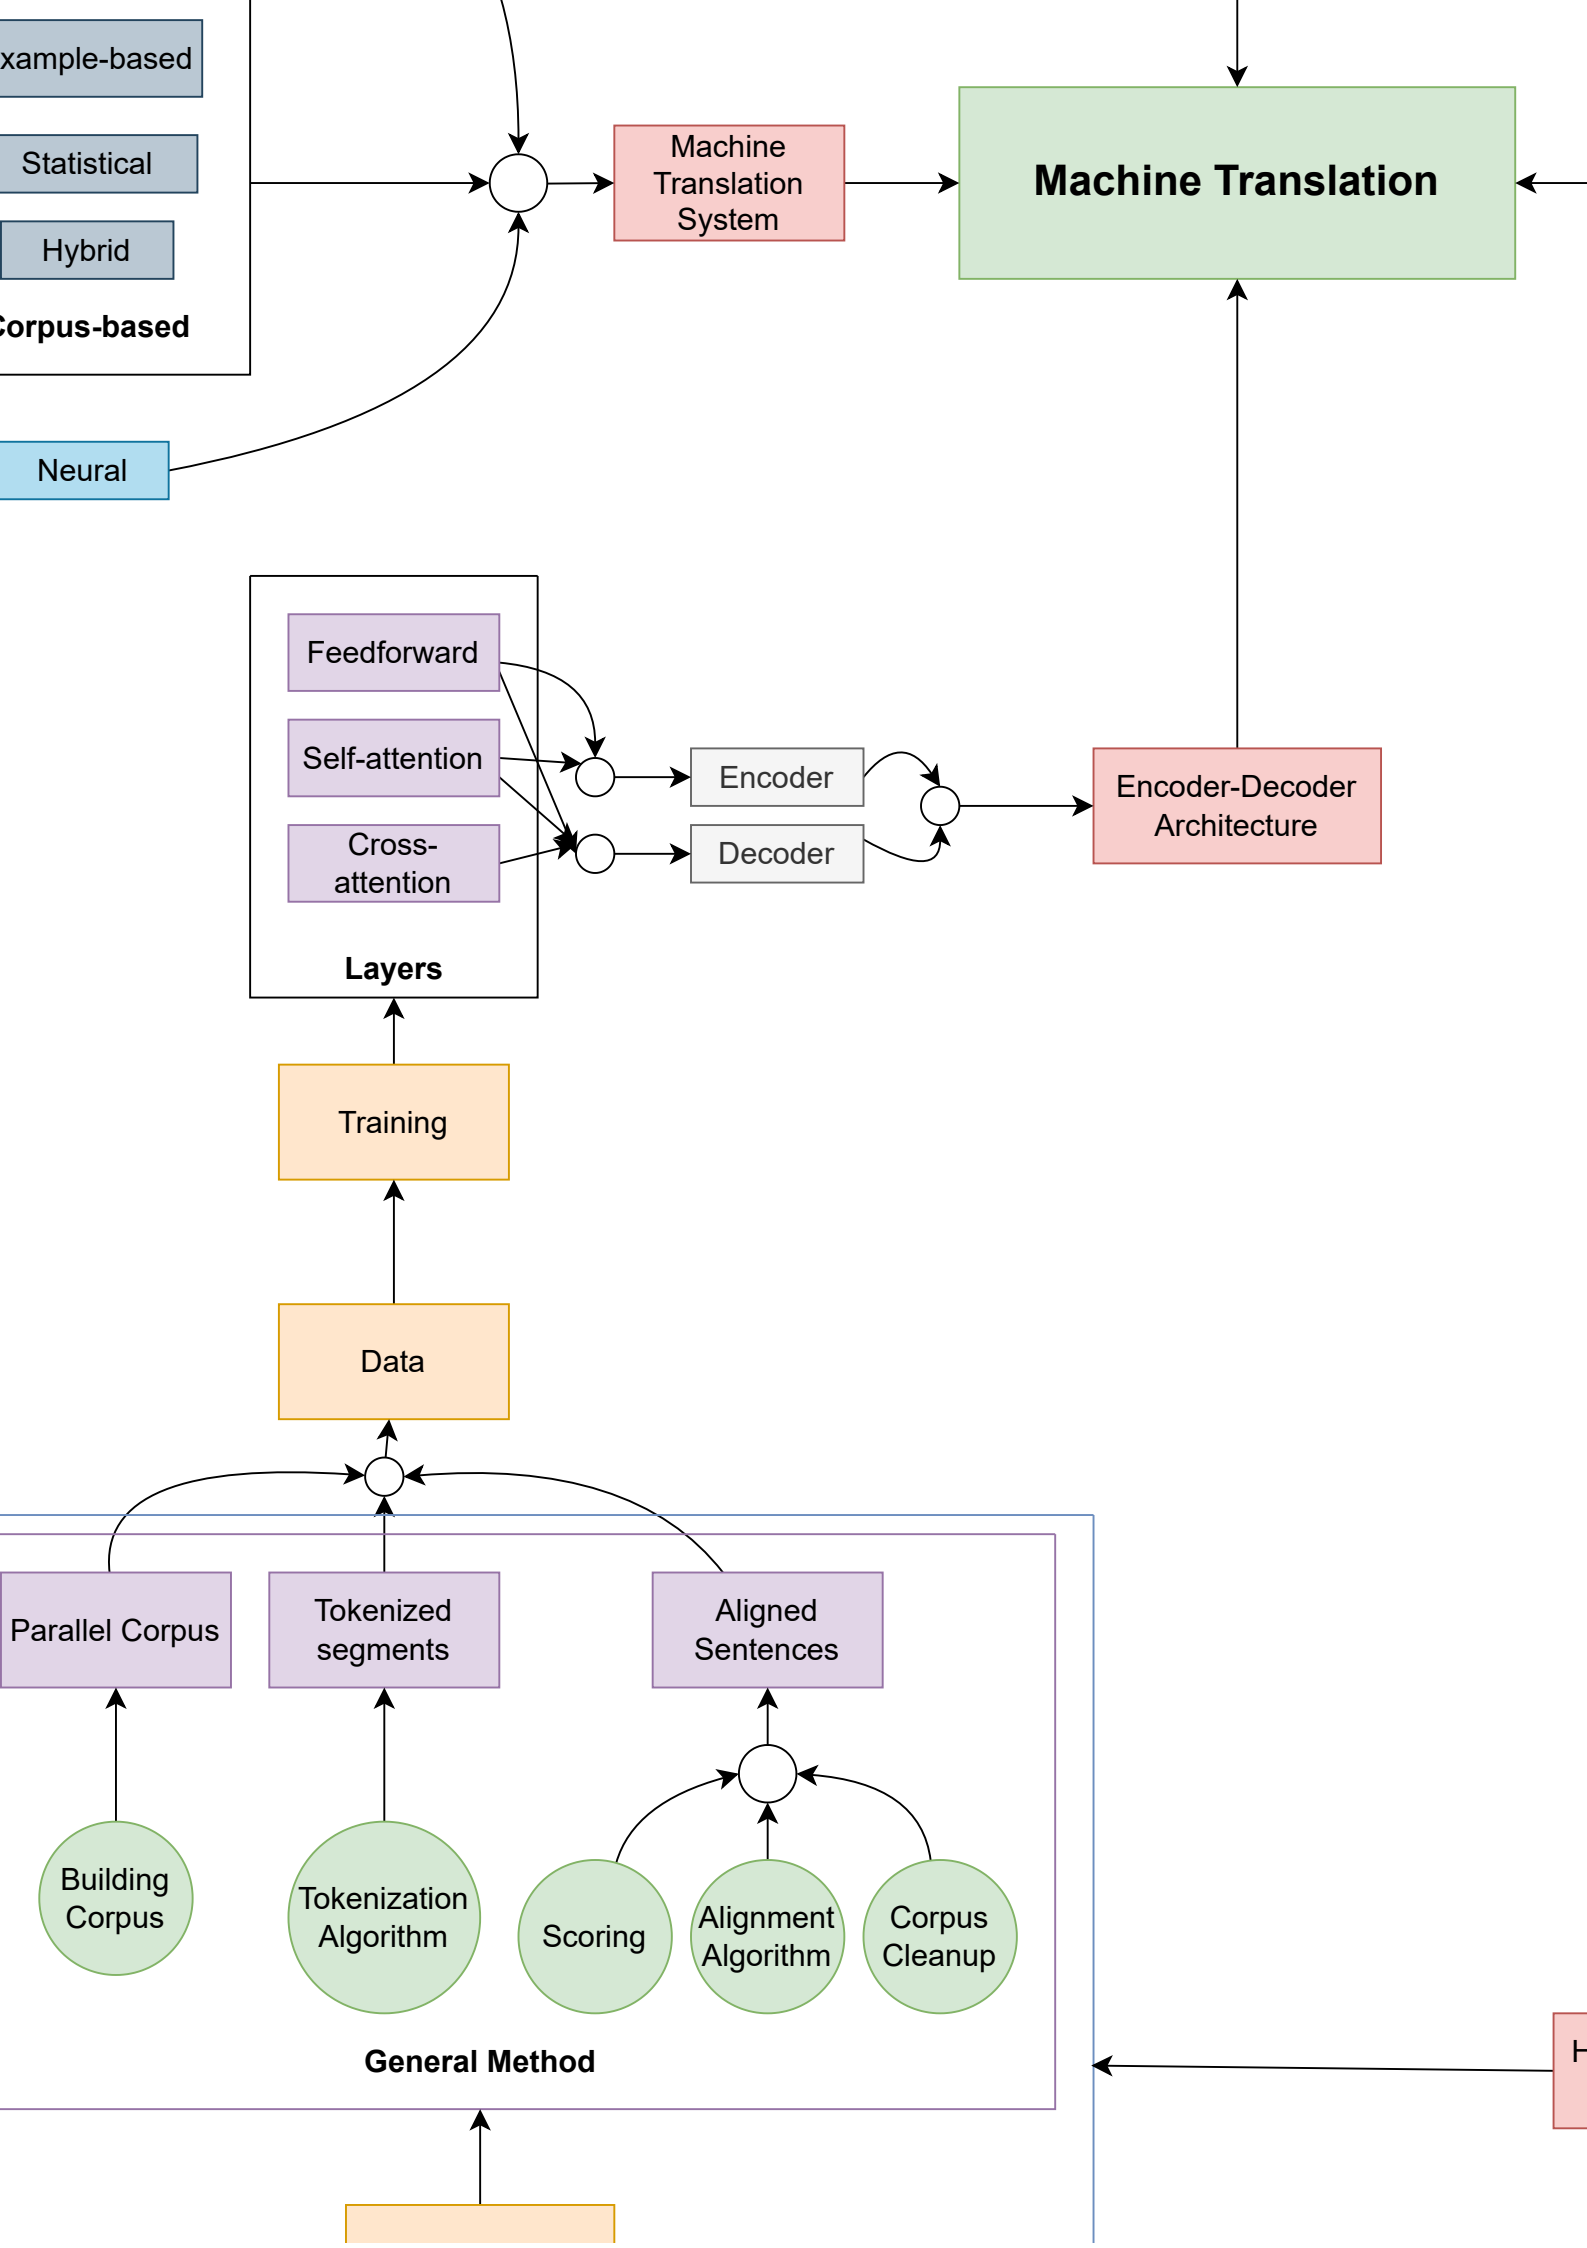 xample-based
Statistical
Hybrid
Corpus-based
Neural
Machine
Translation
System
Machine Translation
Feedforward
Self-attention
Cross-
attention
Layers
Encoder
Decoder
Encoder-Decoder
Architecture
Training
Data
Parallel Corpus
Tokenized
segments
Aligned
Sentences
Building
Corpus
Tokenization
Algorithm
Scoring
Alignment
Algorithm
Corpus
Cleanup
General Method
H